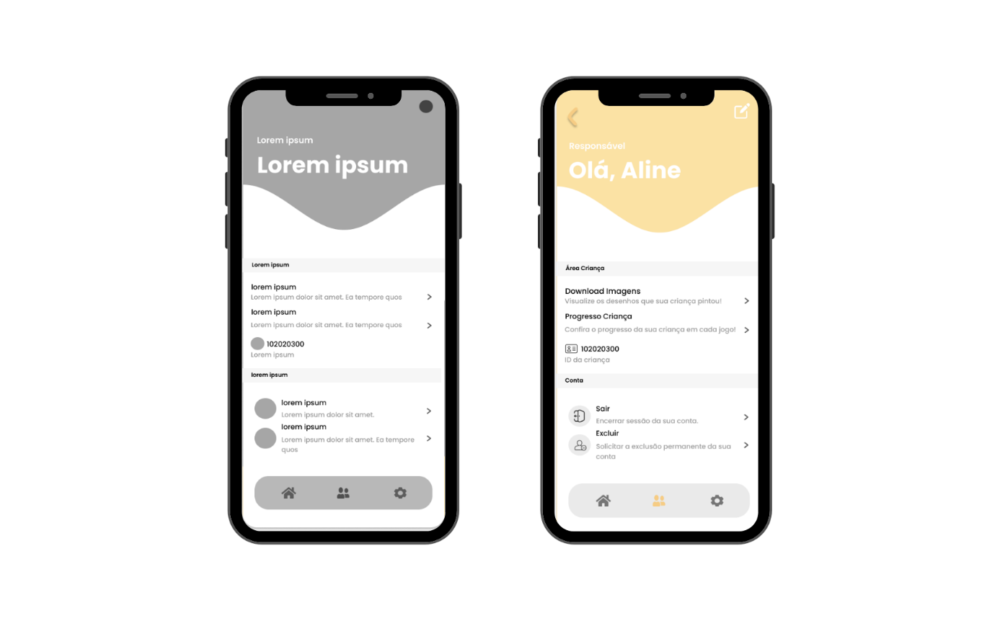 Lorem ipsum
Lorem ipsum
Lorem ipsum
lorem ipsum
Lorem ipsum dolor sit amet. Ea tempore quos
lorem ipsum
Lorem ipsum dolor sit amet. Ea tempore quos
102020300
Lorem ipsum
lorem ipsum
lorem ipsum
Lorem ipsum dolor sit amet.
lorem ipsum
Lorem ipsum dolor sit amet. Ea tempore
quos
Responsável
Olá, Aline
Área Criança
Download Imagens
Visualize os desenhos que sua criança pintou!
Progresso Criança
Confira o progresso da sua criança em cada jogo!
102020300
ID da criança
Conta
Sair
Encerrar sessão da sua conta.
Excluir
Solicitar a exclusão permanente da sua
conta